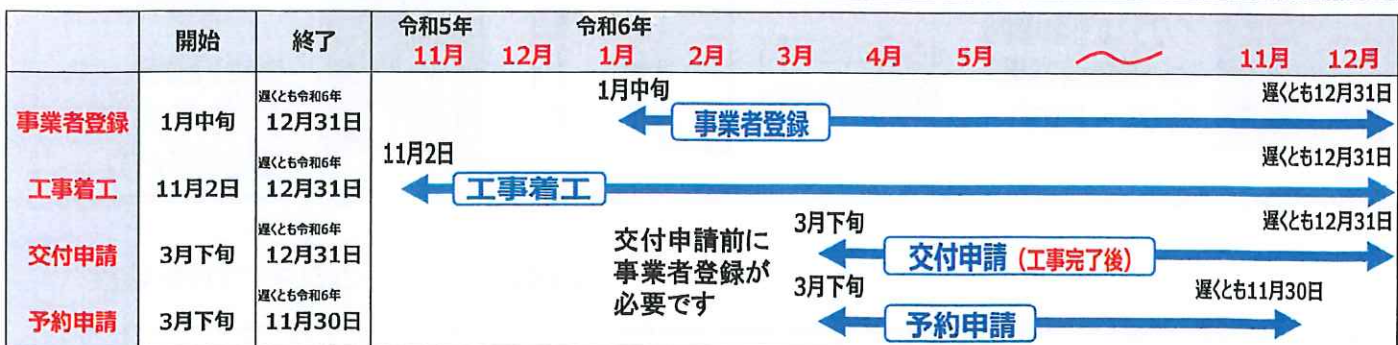 開始 終了 令和5年 令和6年
11月 12月 1月 2月 3月 4月 5月 〜 11月 12月
事業者登録 1月中旬 遅くとも令和6年
12月31日
1月中旬 遅くとも12月31日
事業者登録
工事着工 11月2日 遅くとも令和6年
12月31日
11月2日 遅くとも12月31日
工事着工
交付申請 3月下旬 遅くとも令和6年
12月31日
3月下旬 遅くとも12月31日
交付申請（工事完了後）
交付申請前に
事業者登録が
必要です
予約申請 3月下旬 遅くとも令和6年
11月30日
3月下旬 遅くとも11月30日
予約申請